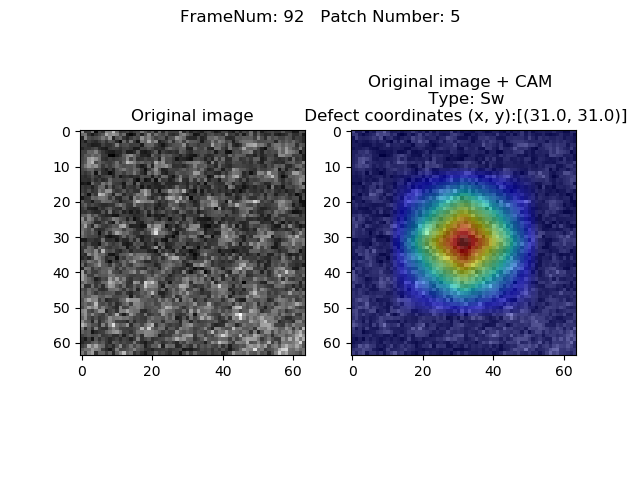 FrameNum: 92   Patch Number: 5
Original image
0
10
20
30
40
50
60
0 20 40 60
Original image + CAM
Type: Sw
Defect coordinates (x, y):[(31.0, 31.0)]
0
10
20
30
40
50
60
0 20 40 60